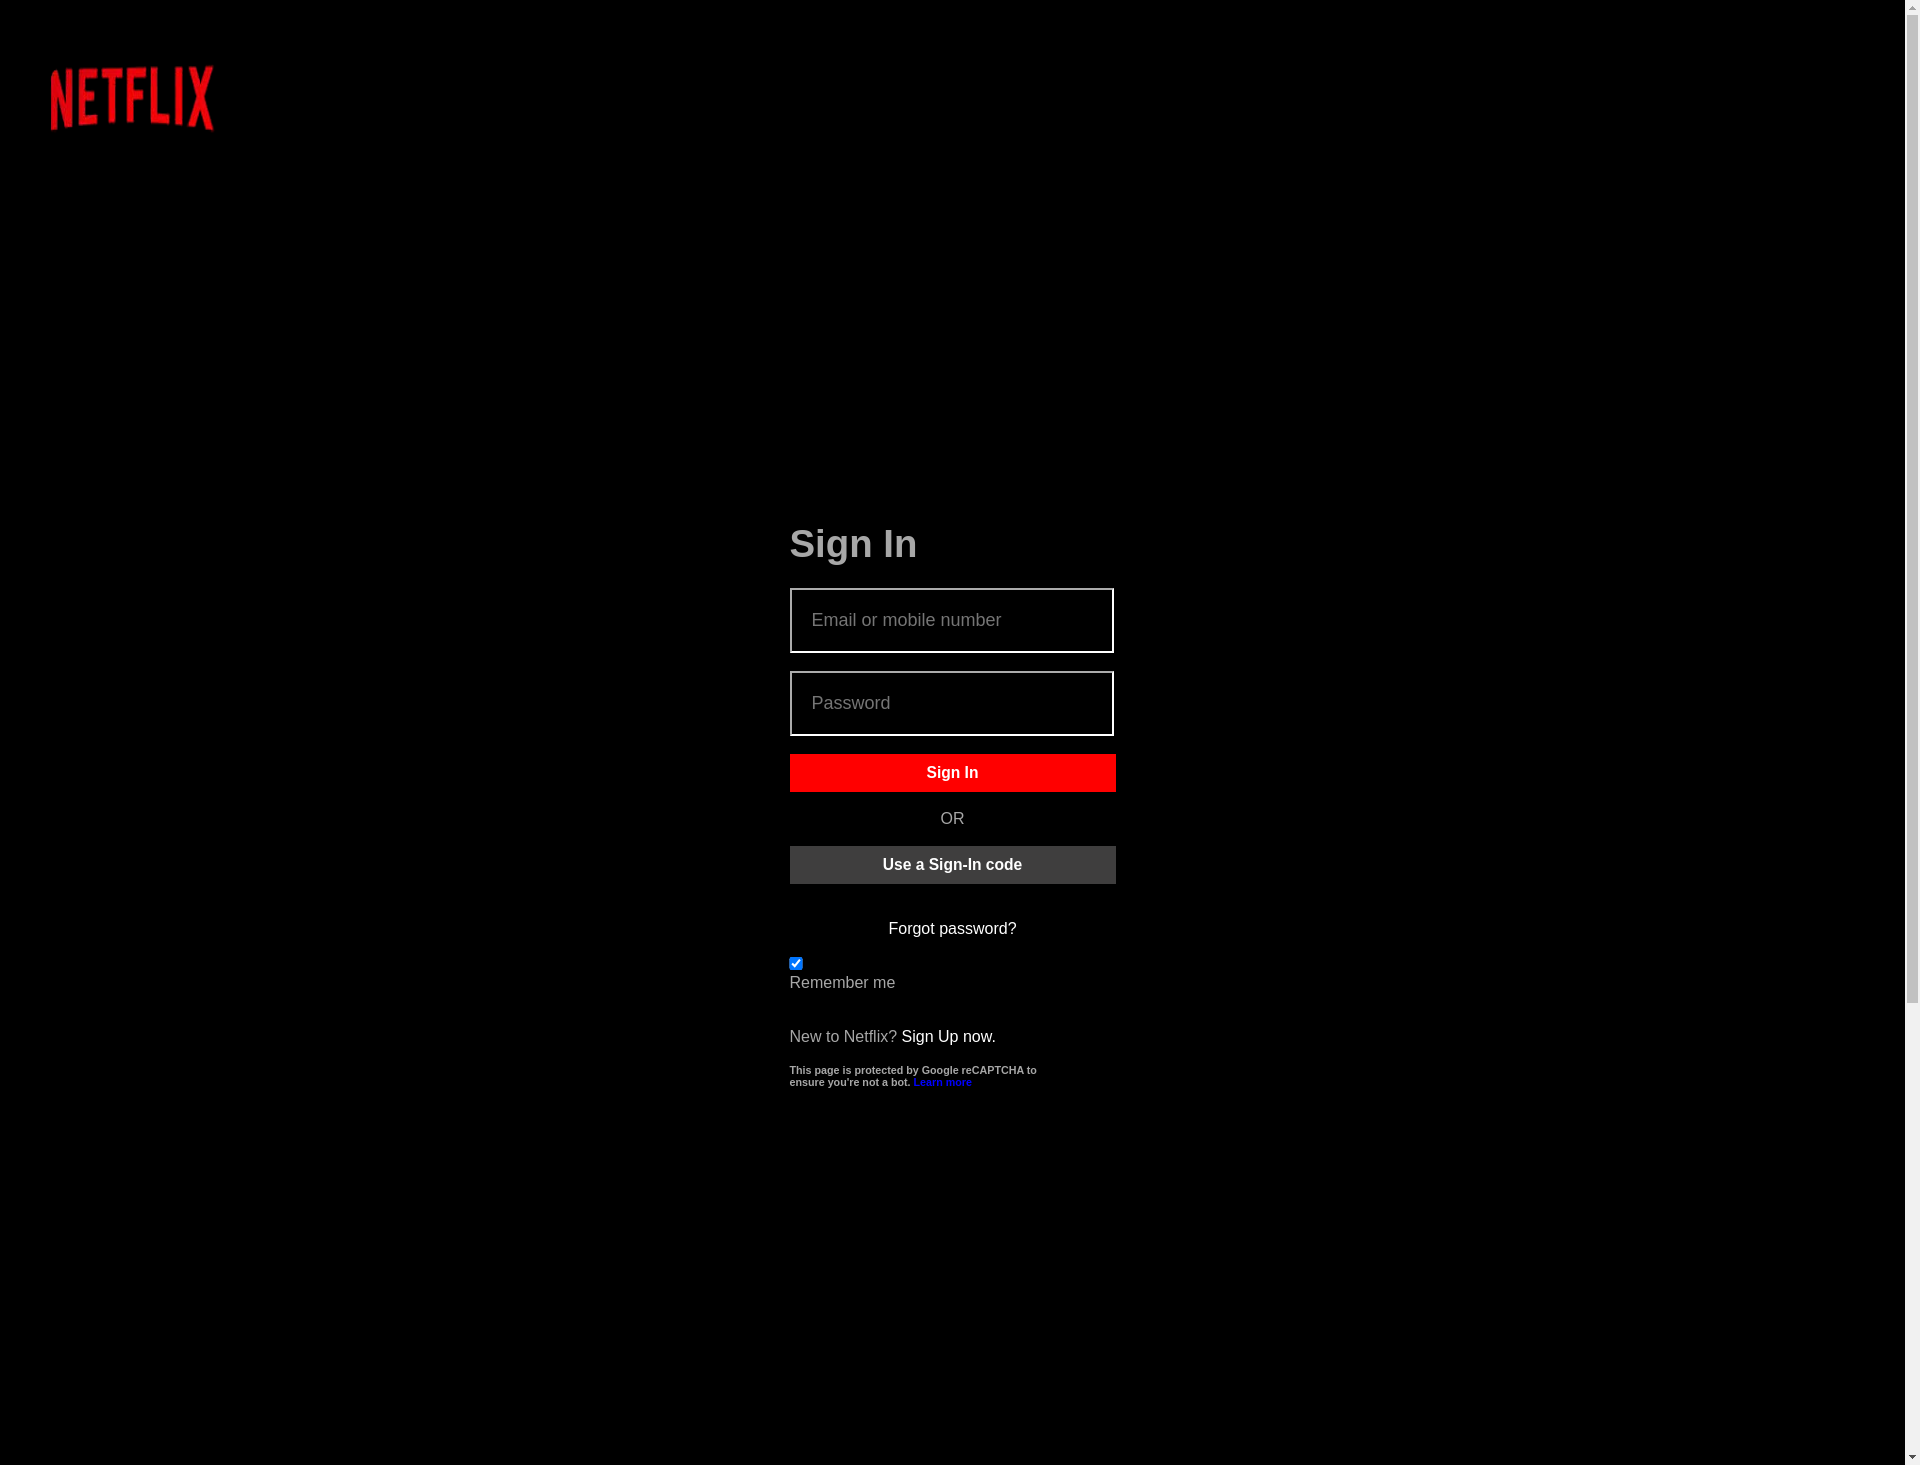 NETFLIX
Sign In
Email or mobile number
Password
Sign In
OR
Use a Sign-In code
Forgot password?
Remember me
New to Netflix? Sign Up now.
This page is protected by Google reCAPTCHA to
ensure you're not a bot. Learn more